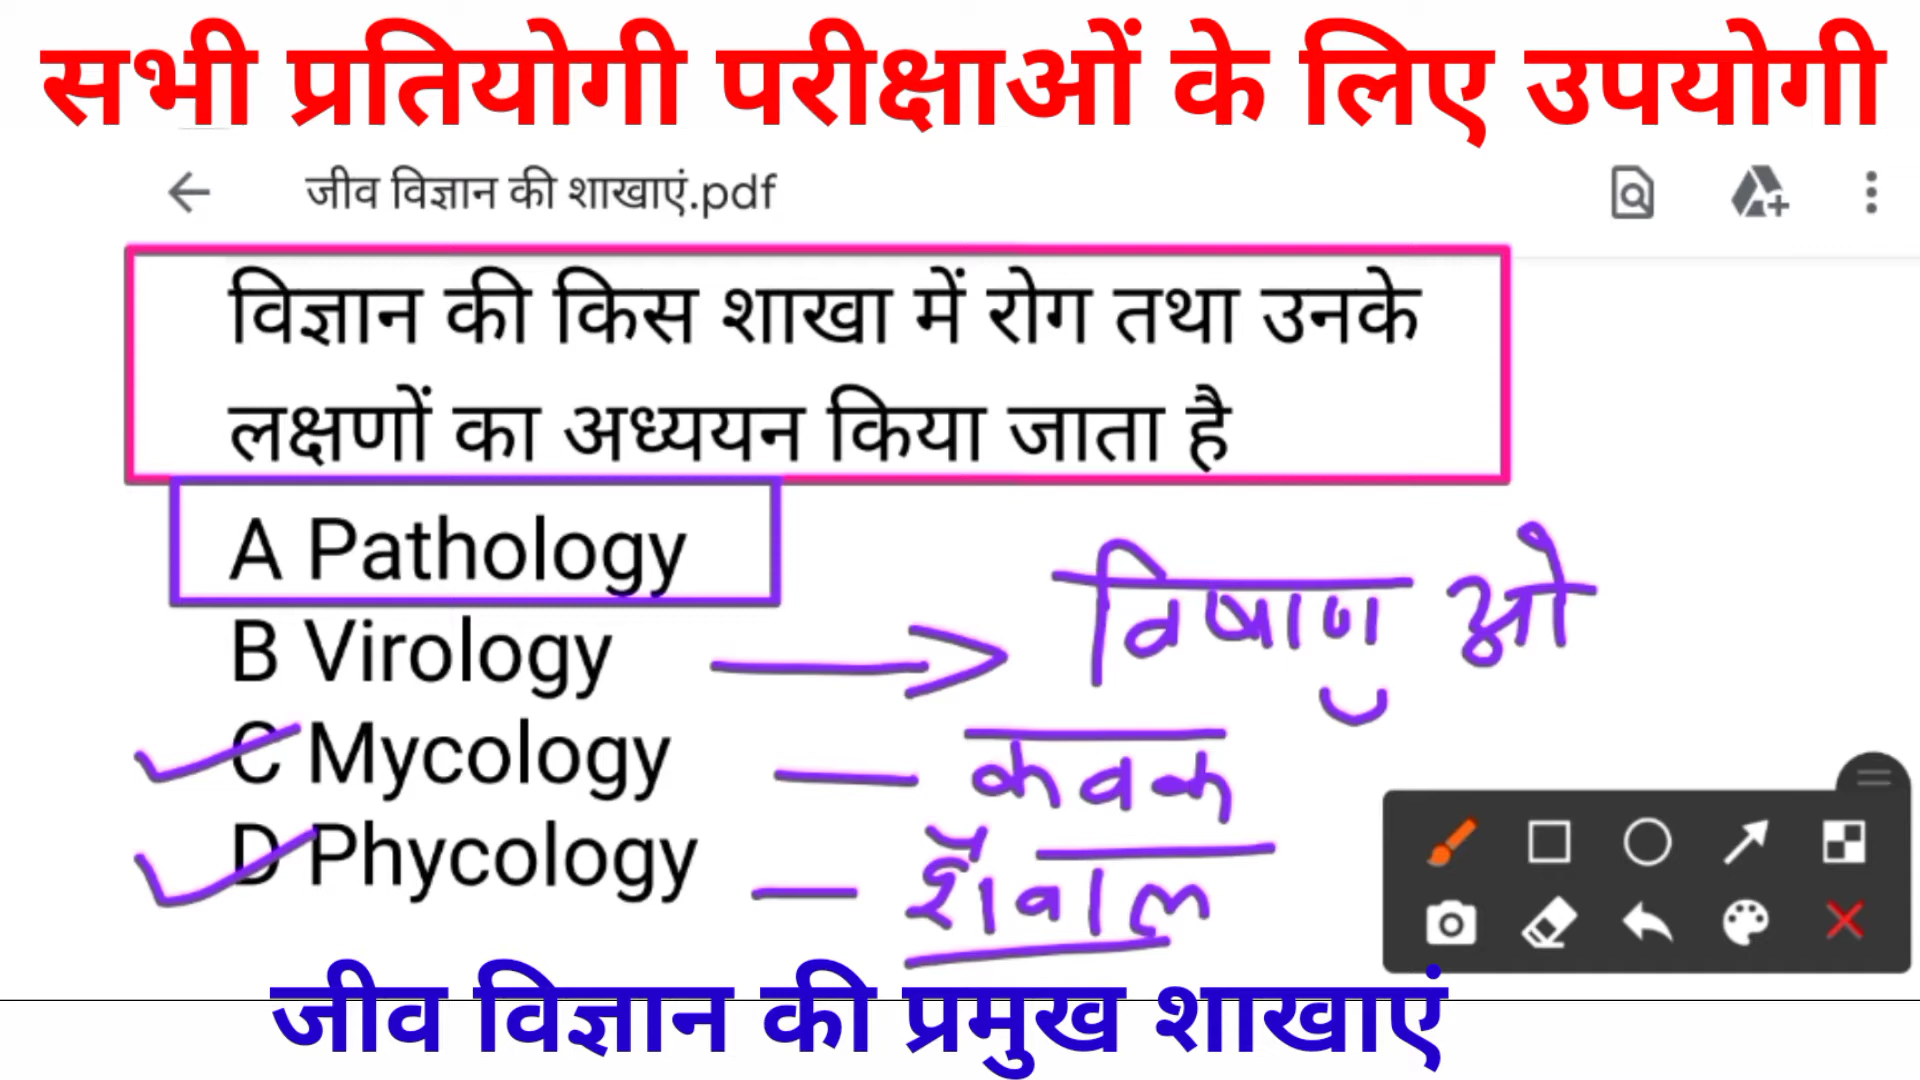 सभी प्रतियोगी परीक्षाओं के लिए उपयोगी
जीव विज्ञान की शाखाएं.pdf
विज्ञान की किस शाखा में रोग तथा उनके
लक्षणों का अध्ययन किया जाता है
A Pathology
B Virology विषाणु ओ
C Mycology कवक
D Phycology शैवाल
जीव विज्ञान की प्रमुख शाखाएं